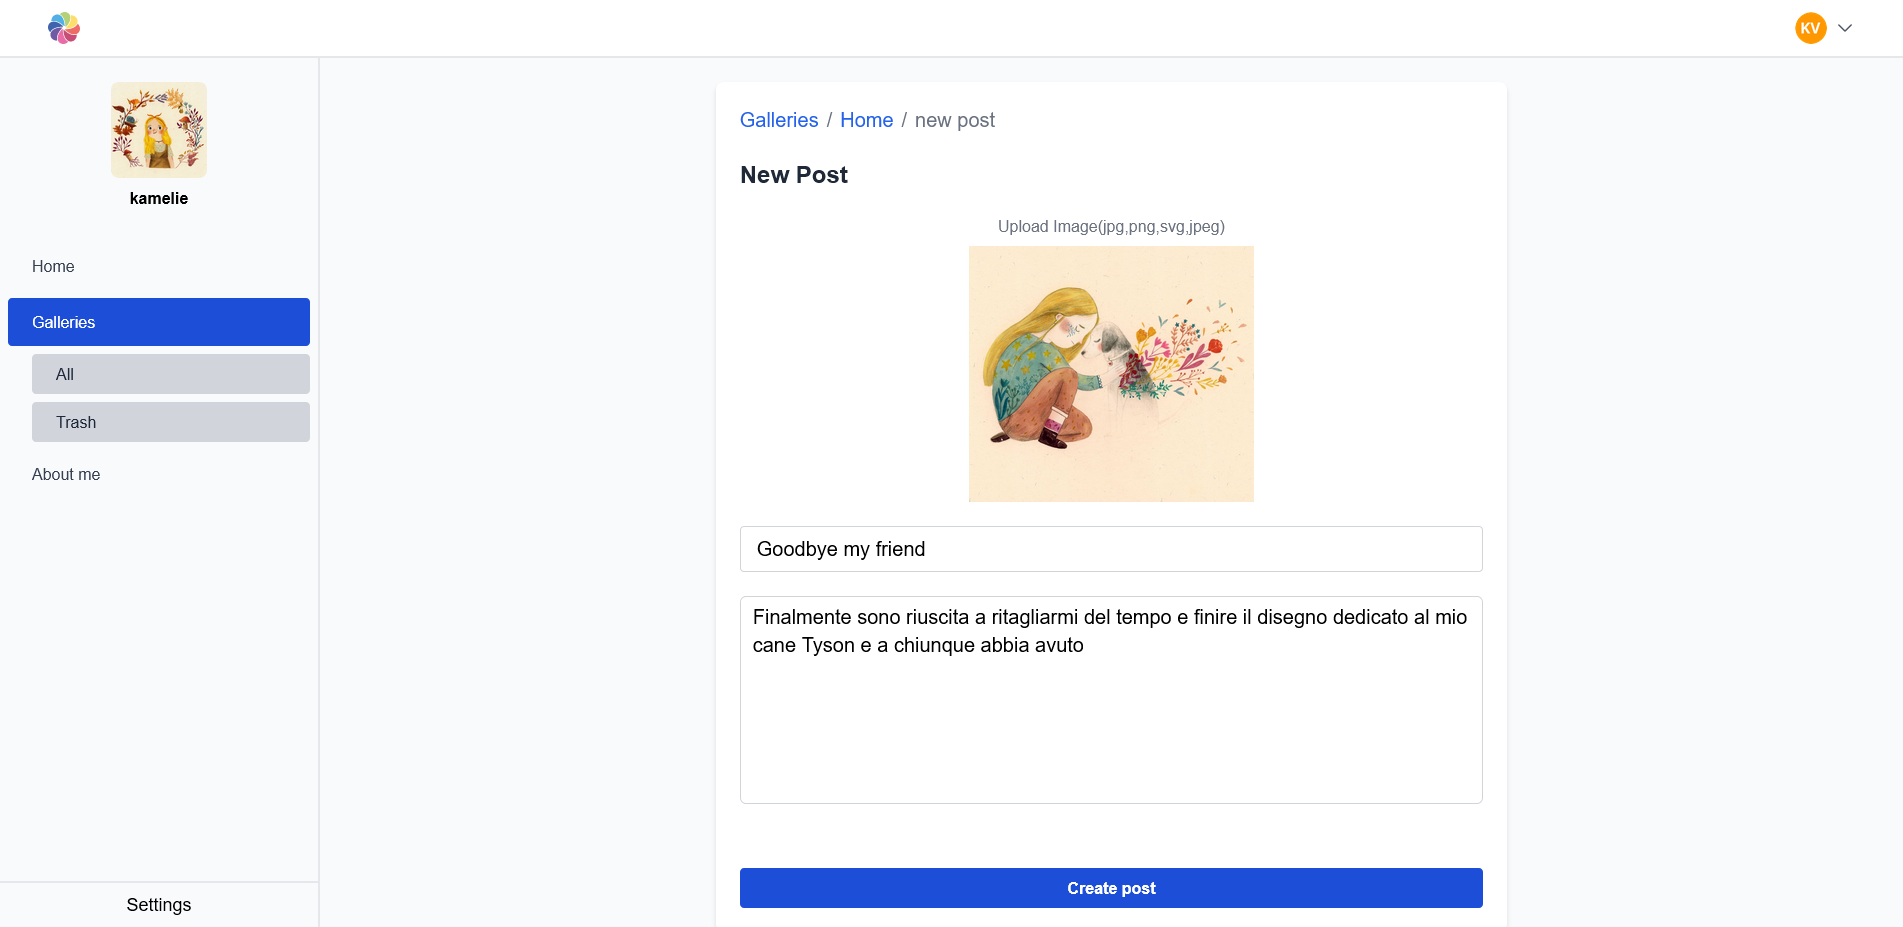 KV
kamelie
Home
Galleries
All
Trash
About me
Settings
Galleries / Home / new post
New Post
Upload Image(jpg,png,svg,jpeg)
Goodbye my friend
Finalmente sono riuscita a ritagliarmi del tempo e finire il disegno dedicato al mio
cane Tyson e a chiunque abbia avuto
Create post